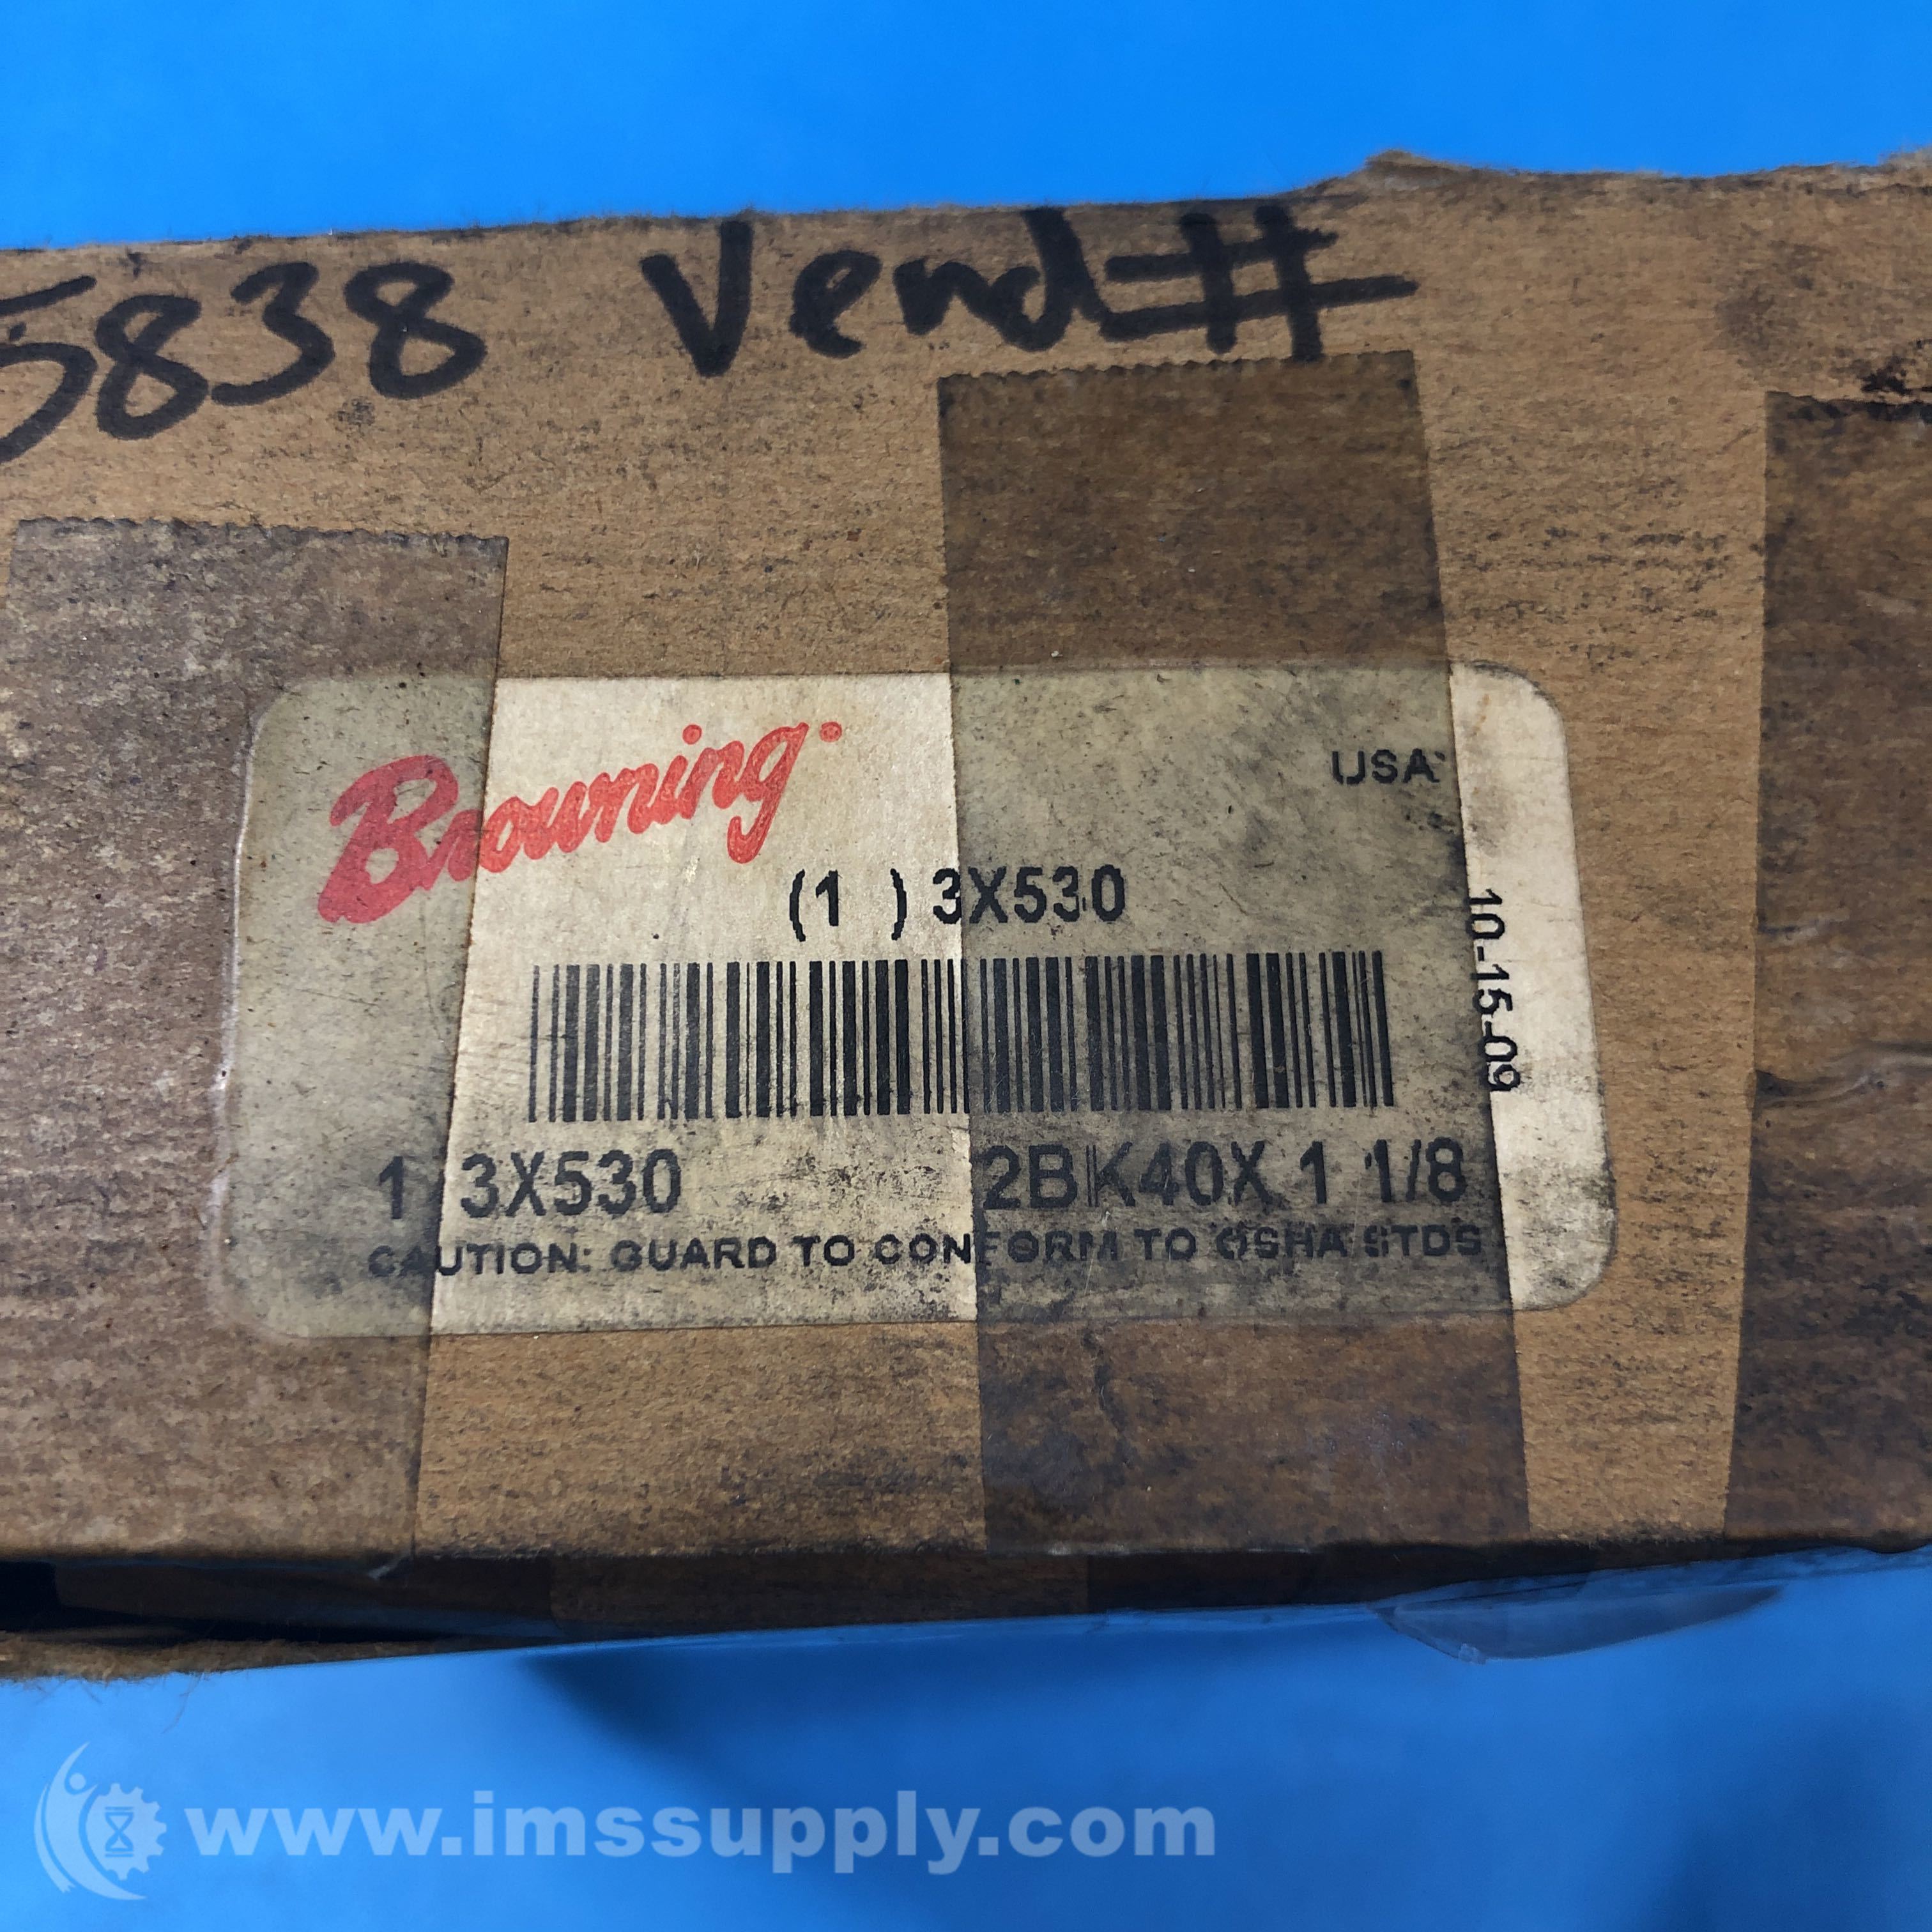 5838 Vend#
Browning
USA
(1 ) 3X530
10-15-09
1 3X530 2BK40X 1 1/8
CAUTION: GUARD TO CONFORM TO OSHA STDS
www.imssupply.com